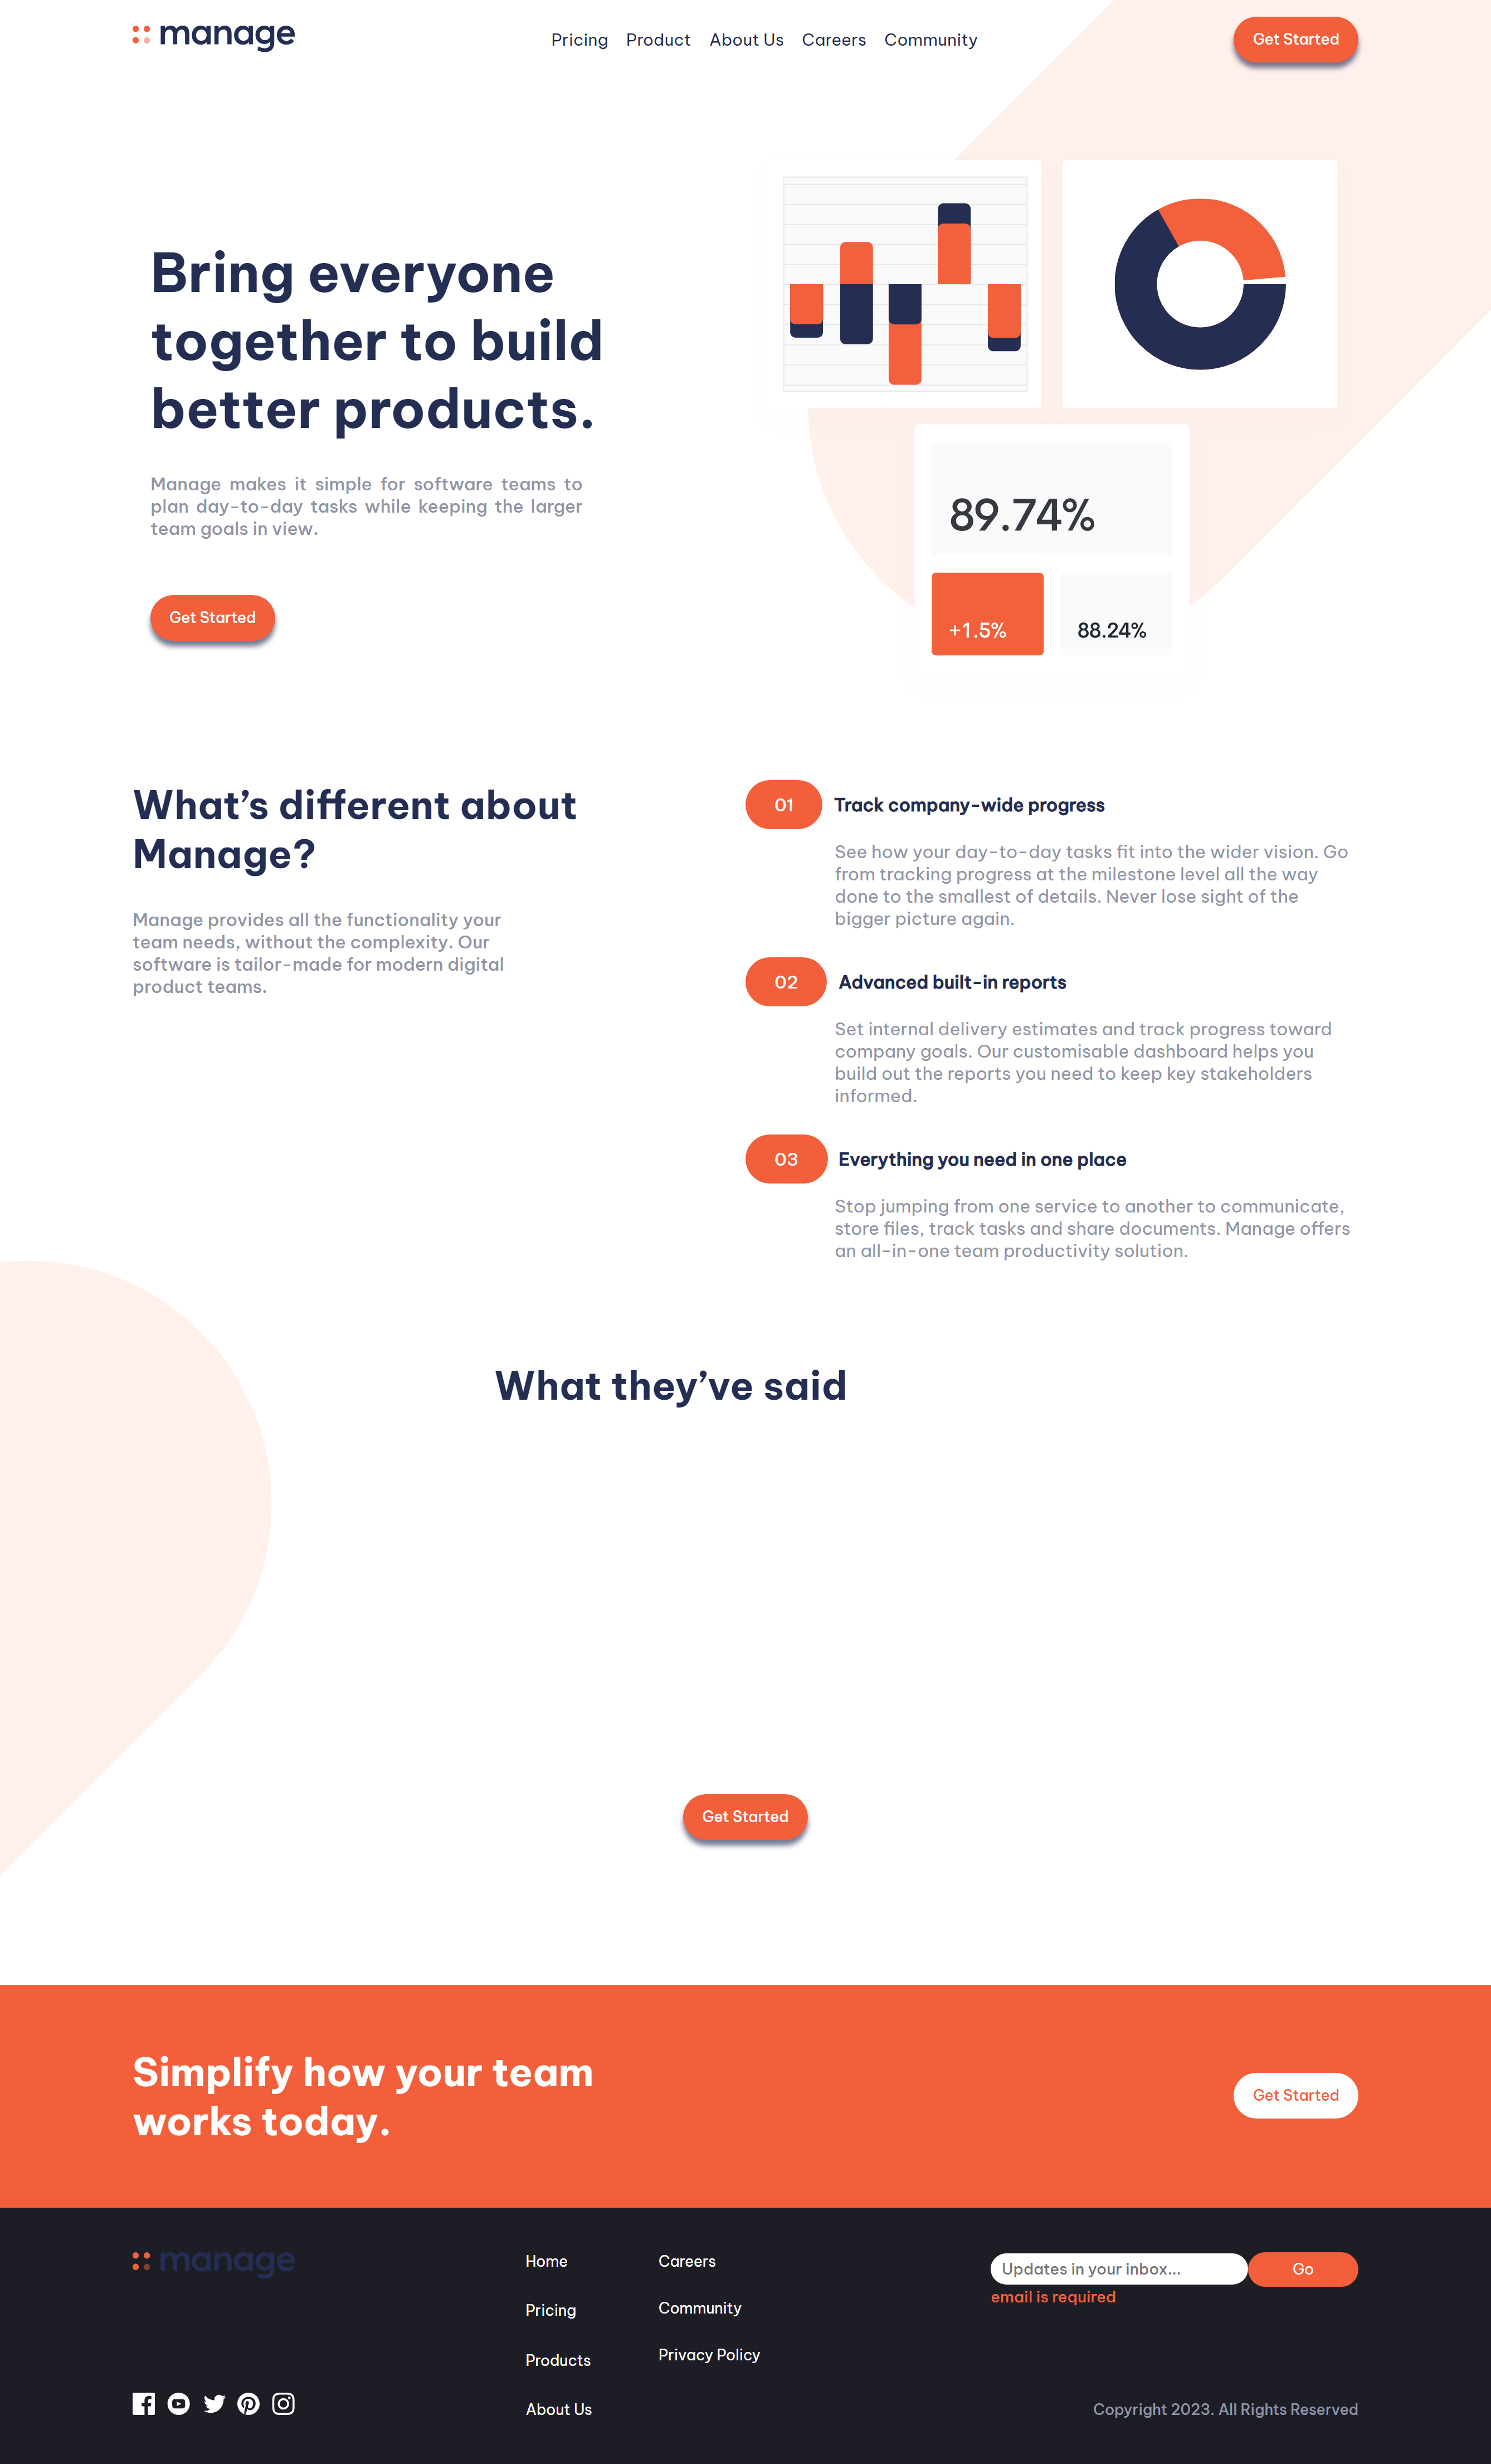 manage
Pricing Product About Us Careers Community
Get Started
Bring everyone
together to build
better products.
Manage makes it simple for software teams to
plan day-to-day tasks while keeping the larger
team goals in view.
Get Started
89.74%
+1.5%
88.24%
What’s different about
Manage?
Manage provides all the functionality your
team needs, without the complexity. Our
software is tailor-made for modern digital
product teams.
01 Track company-wide progress
See how your day-to-day tasks fit into the wider vision. Go
from tracking progress at the milestone level all the way
done to the smallest of details. Never lose sight of the
bigger picture again.
02 Advanced built-in reports
Set internal delivery estimates and track progress toward
company goals. Our customisable dashboard helps you
build out the reports you need to keep key stakeholders
informed.
03 Everything you need in one place
Stop jumping from one service to another to communicate,
store files, track tasks and share documents. Manage offers
an all-in-one team productivity solution.
What they’ve said
Get Started
Simplify how your team
works today.
Get Started
manage
Home
Pricing
Products
About Us
Careers
Community
Privacy Policy
Updates in your inbox...
Go
email is required
Copyright 2023. All Rights Reserved